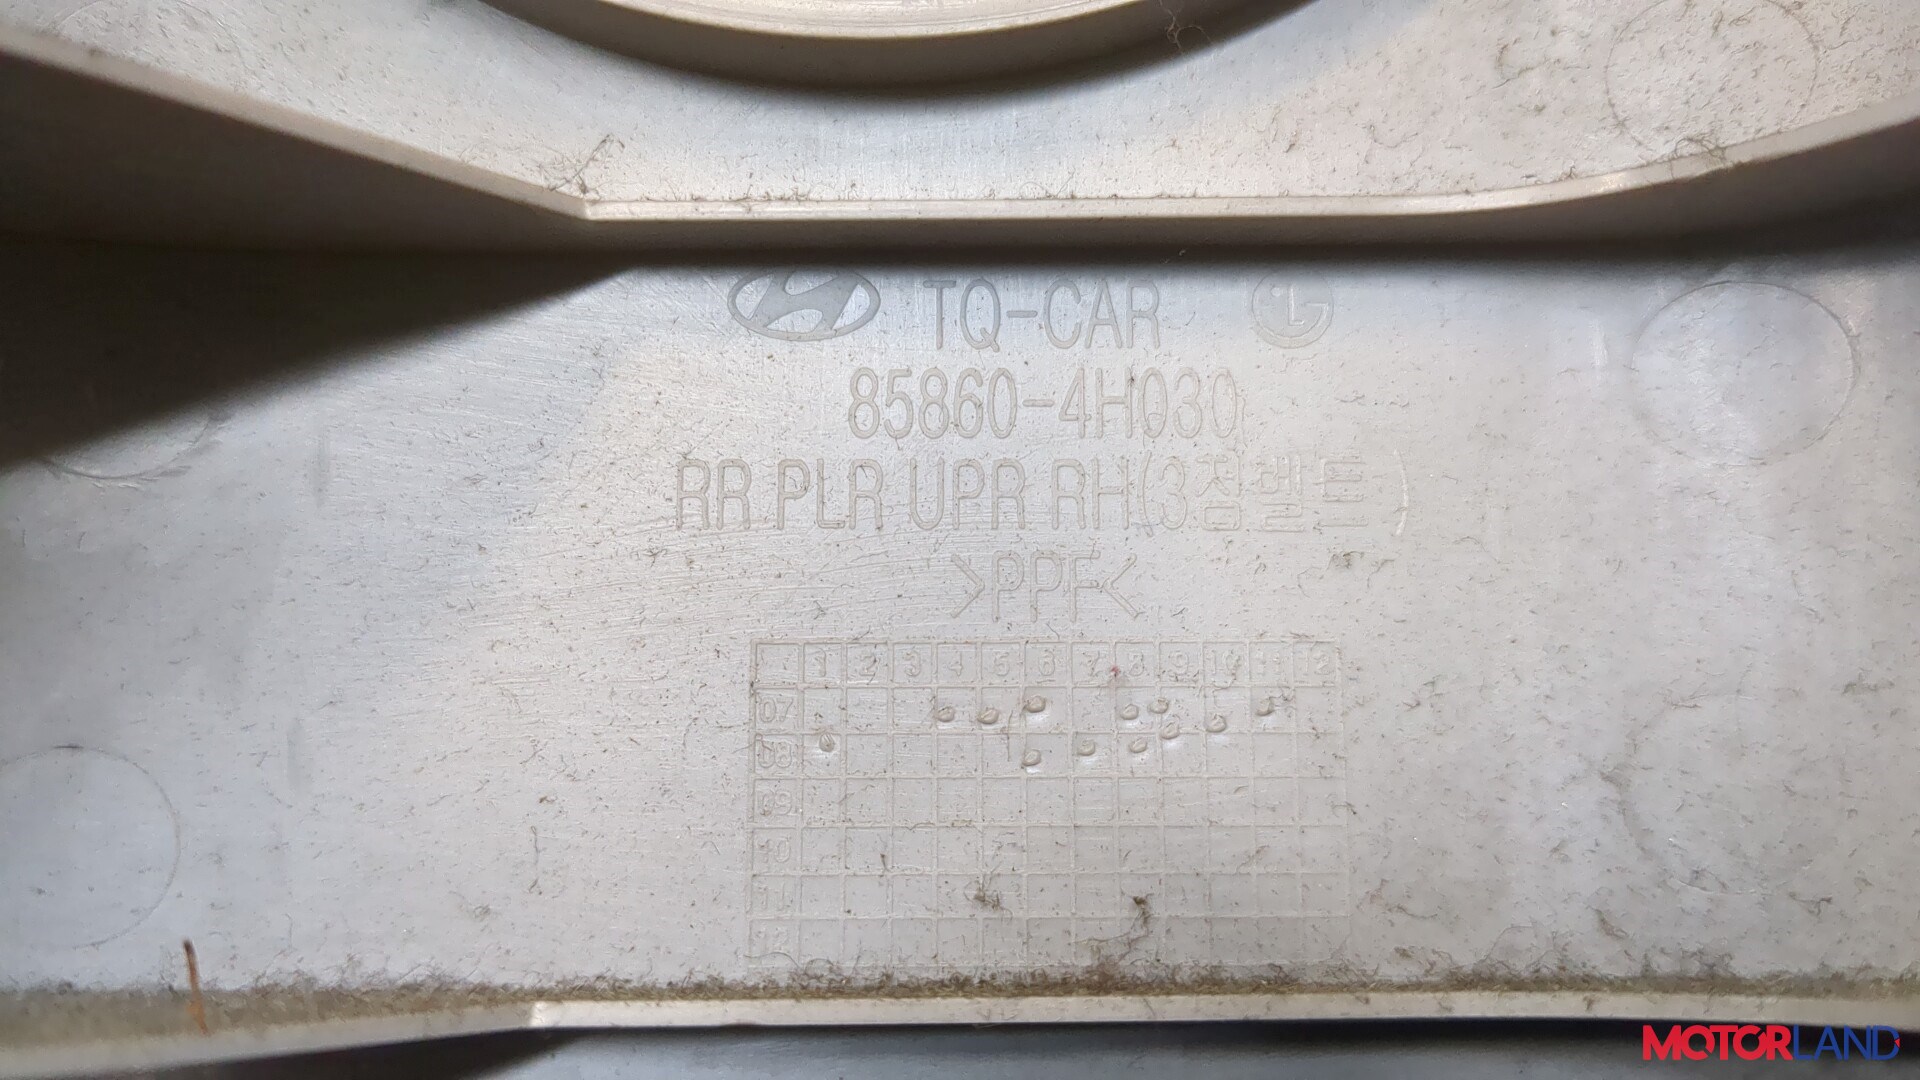 TQ-CAR
85860-4H030
RR PLR UPR RH(3점벨트)
>PPF<
1 2 3 4 5 6 7 8 9 10 11 12
07
08
09
10
11
12
MOTORLAND